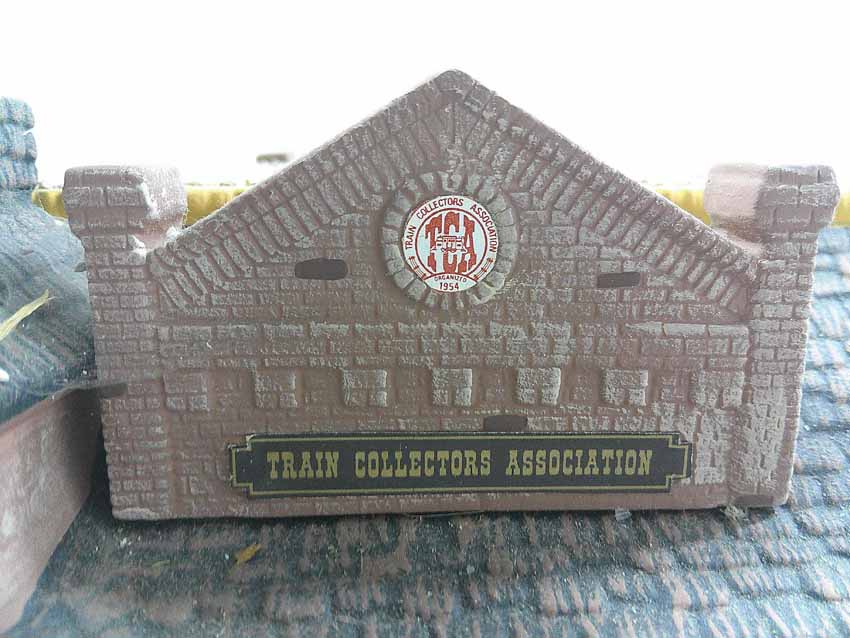 TRAIN COLLECTORS ASSOCIATION
TCA
ORGANIZED
1954
TRAIN COLLECTORS ASSOCIATION